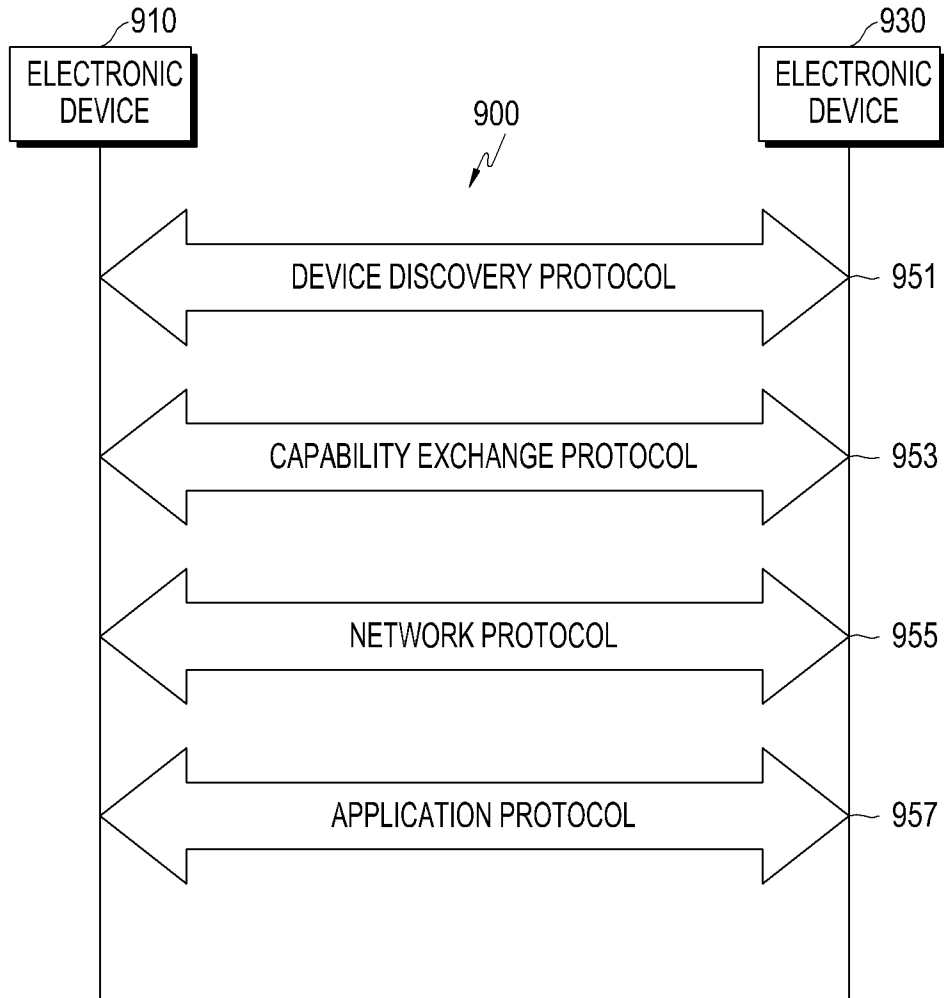 910
930
ELECTRONIC
DEVICE
ELECTRONIC
DEVICE
900
DEVICE DISCOVERY PROTOCOL
951
CAPABILITY EXCHANGE PROTOCOL
953
NETWORK PROTOCOL
955
APPLICATION PROTOCOL
957